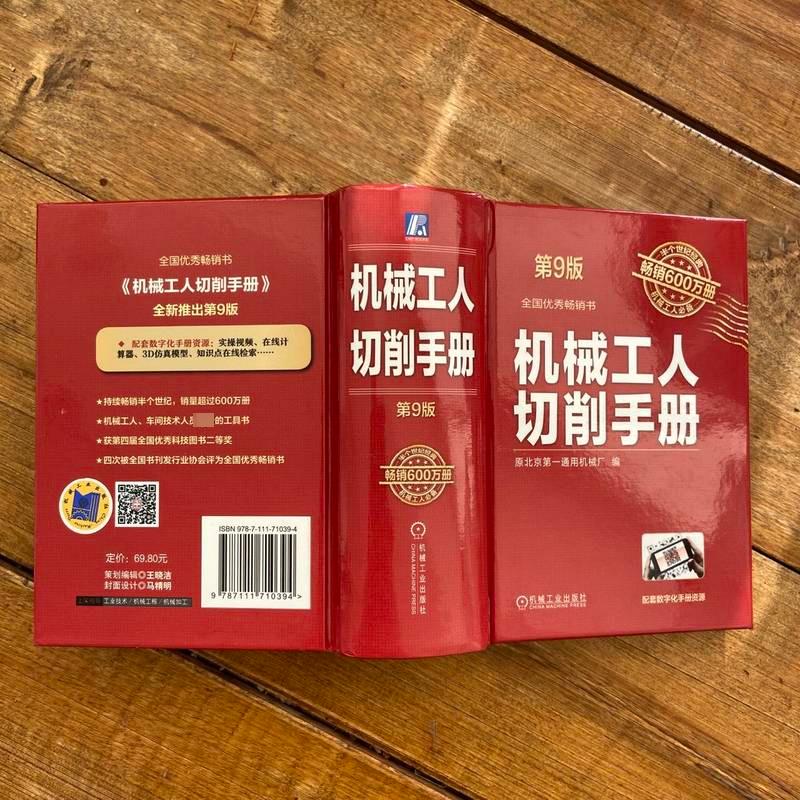 全国优秀畅销书
《机械工人切削手册》
全新推出第9版
◆ 配套数字化手册资源：实操视频、在线计
算器、3D仿真模型、知识点在线检索……
★持续畅销半个世纪，销量超过600万册
★机械工人、车间技术人员 的工具书
★获第四届全国优秀科技图书二等奖
★四次被全国书刊发行业协会评为全国优秀畅销书
ISBN 978-7-111-71039-4
9 787111 710394 >
定价：69.80元
策划编辑◎王晓洁
封面设计◎马精明
工业技术 / 机械工程 / 机械加工
机械工人
切削手册
第9版
半个世纪经典
畅销600万册
机械工人必备
机械工业出版社
CHINA MACHINE PRESS
第9版
半个世纪经典
畅销600万册
机械工人必备
全国优秀畅销书
机械工人
切削手册
原北京第一通用机械厂 编
机械工业出版社
CHINA MACHINE PRESS
配套数字化手册资源